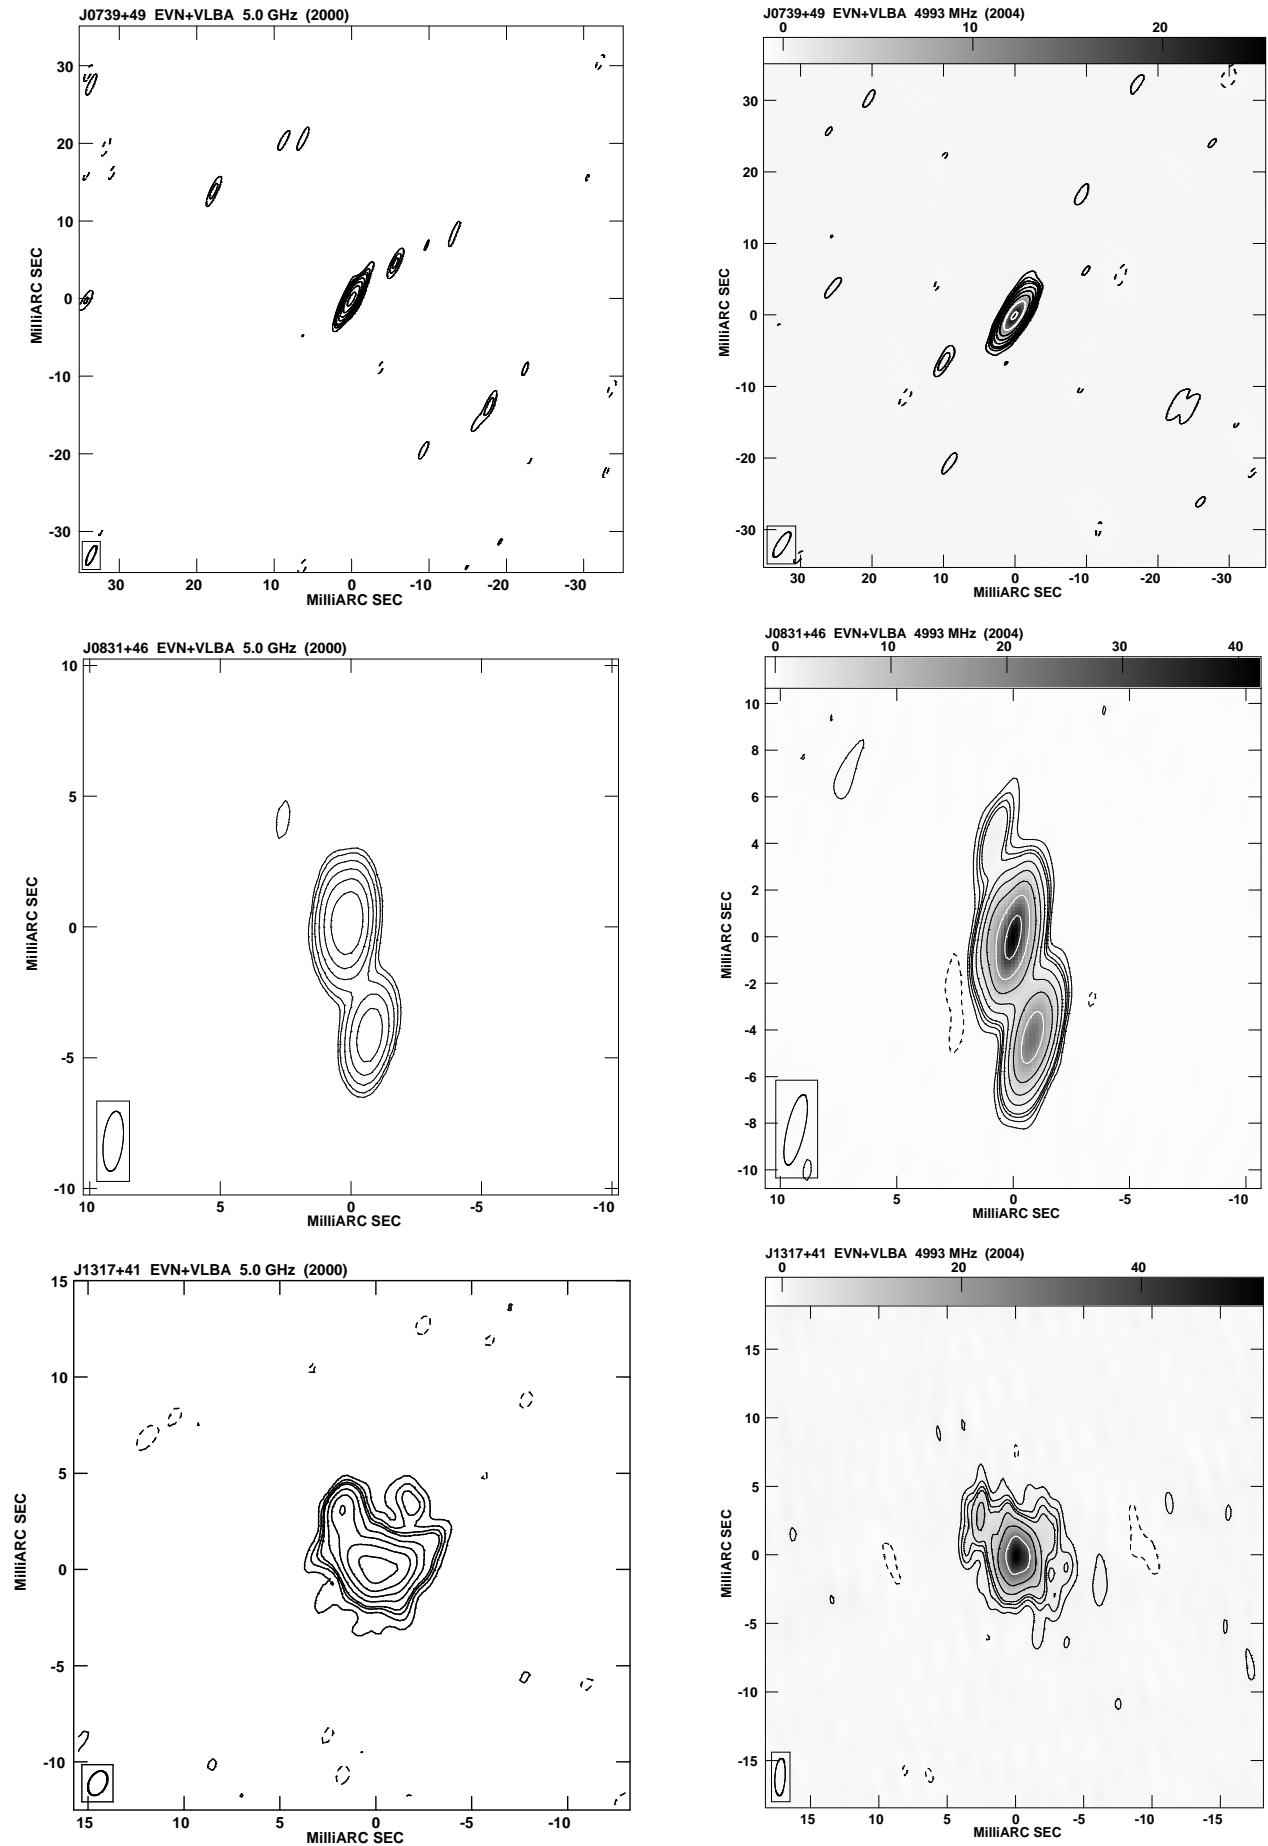 J0739+49 EVN+VLBA 5.0 GHz (2000)
30
20
10
0
-10
-20
-30
MilliARC SEC
30 20 10 0 -10 -20 -30
MilliARC SEC
J0739+49 EVN+VLBA 4993 MHz (2004)
0 10 20
30
20
10
0
-10
-20
-30
MilliARC SEC
30 20 10 0 -10 -20 -30
MilliARC SEC
J0831+46 EVN+VLBA 5.0 GHz (2000)
10
5
0
-5
-10
MilliARC SEC
10 5 0 -5 -10
MilliARC SEC
J0831+46 EVN+VLBA 4993 MHz (2004)
0 10 20 30 40
10
8
6
4
2
0
-2
-4
-6
-8
-10
MilliARC SEC
10 5 0 -5 -10
MilliARC SEC
J1317+41 EVN+VLBA 5.0 GHz (2000)
15
10
5
0
-5
-10
MilliARC SEC
15 10 5 0 -5 -10
MilliARC SEC
J1317+41 EVN+VLBA 4993 MHz (2004)
0 20 40
15
10
5
0
-5
-10
-15
MilliARC SEC
15 10 5 0 -5 -10 -15
MilliARC SEC